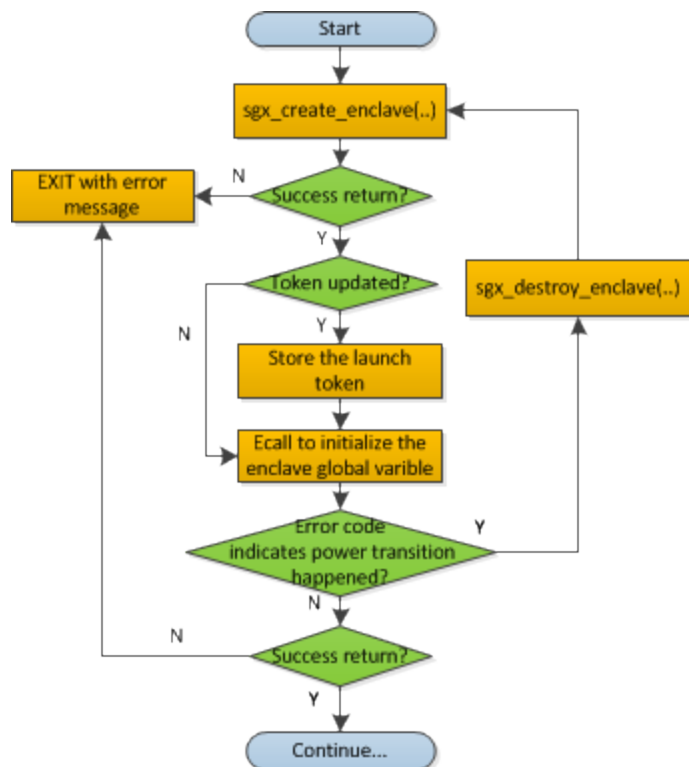 Start
sgx_create_enclave(..)
N
EXIT with error
message
Success return?
Y
Token updated?
sgx_destroy_enclave(..)
N
Y
Store the launch
token
Ecall to initialize the
enclave global varible
Error code
Y
indicates power transition
happened?
N
N
Success return?
Y
Continue...